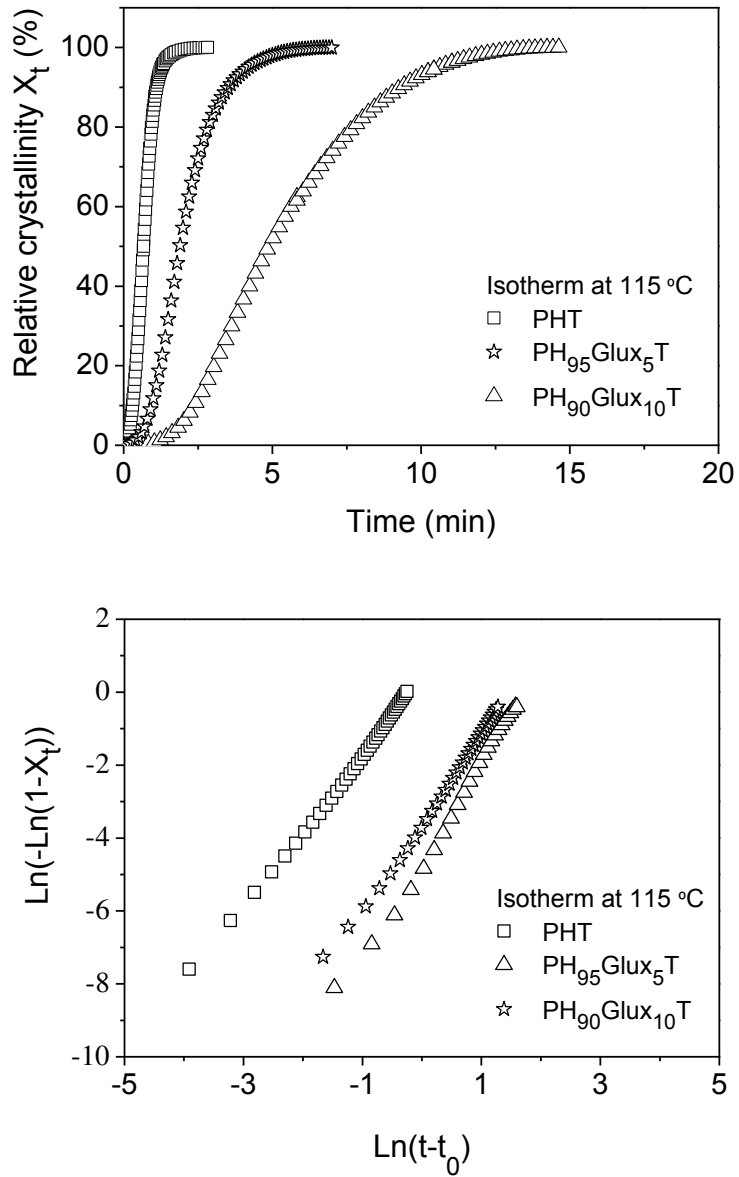 Relative crystallinity Xt (%)
100
80
60
40
20
0
Isotherm at 115 °C
PHT
PH95Glux5T
PH90Glux10T
0
5
10
15
20
Time (min)
Ln(-Ln(1-Xt))
2
0
-2
-4
-6
-8
-10
Isotherm at 115 °C
PHT
PH95Glux5T
PH90Glux10T
-5
-3
-1
1
3
5
Ln(t-t0)